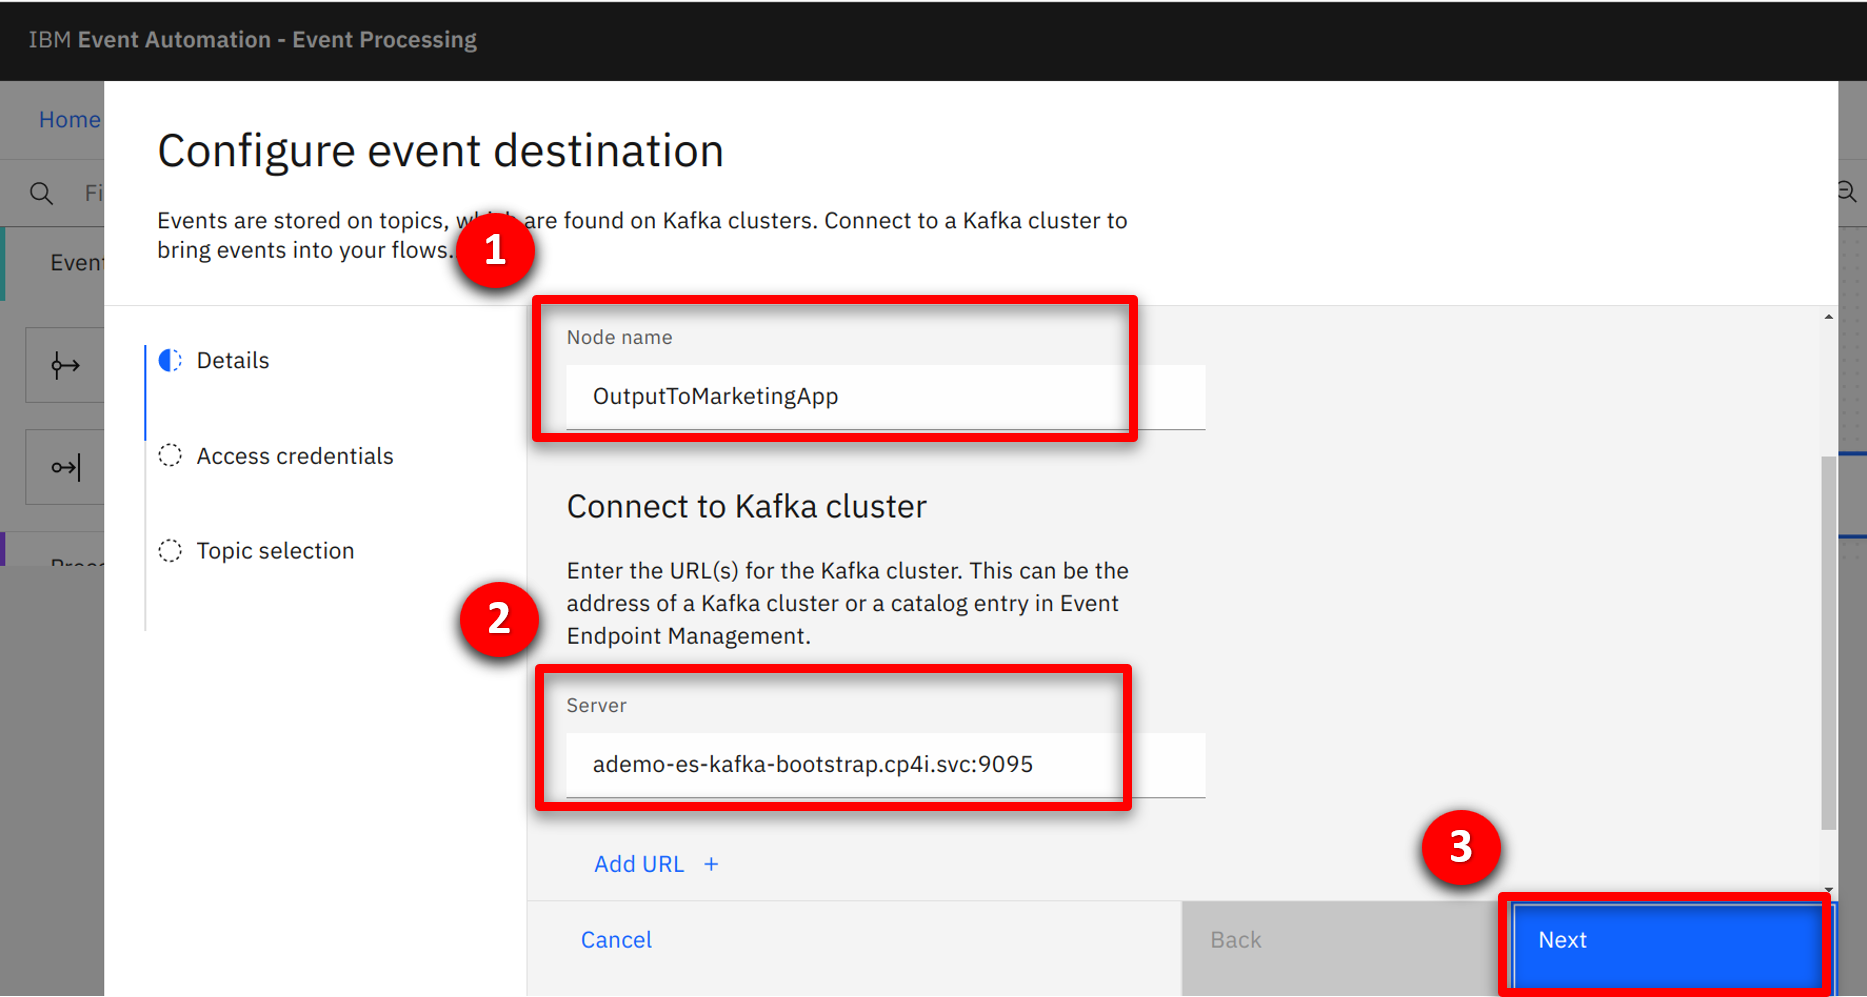 IBM Event Automation - Event Processing
Home
Configure event destination
Events are stored on topics, which are found on Kafka clusters. Connect to a Kafka cluster to
bring events into your flows.
1
Details
Access credentials
Topic selection
Node name
OutputToMarketingApp
Connect to Kafka cluster
Enter the URL(s) for the Kafka cluster. This can be the
address of a Kafka cluster or a catalog entry in Event
Endpoint Management.
2
Server
ademo-es-kafka-bootstrap.cp4i.svc:9095
Add URL +
3
Cancel
Back
Next